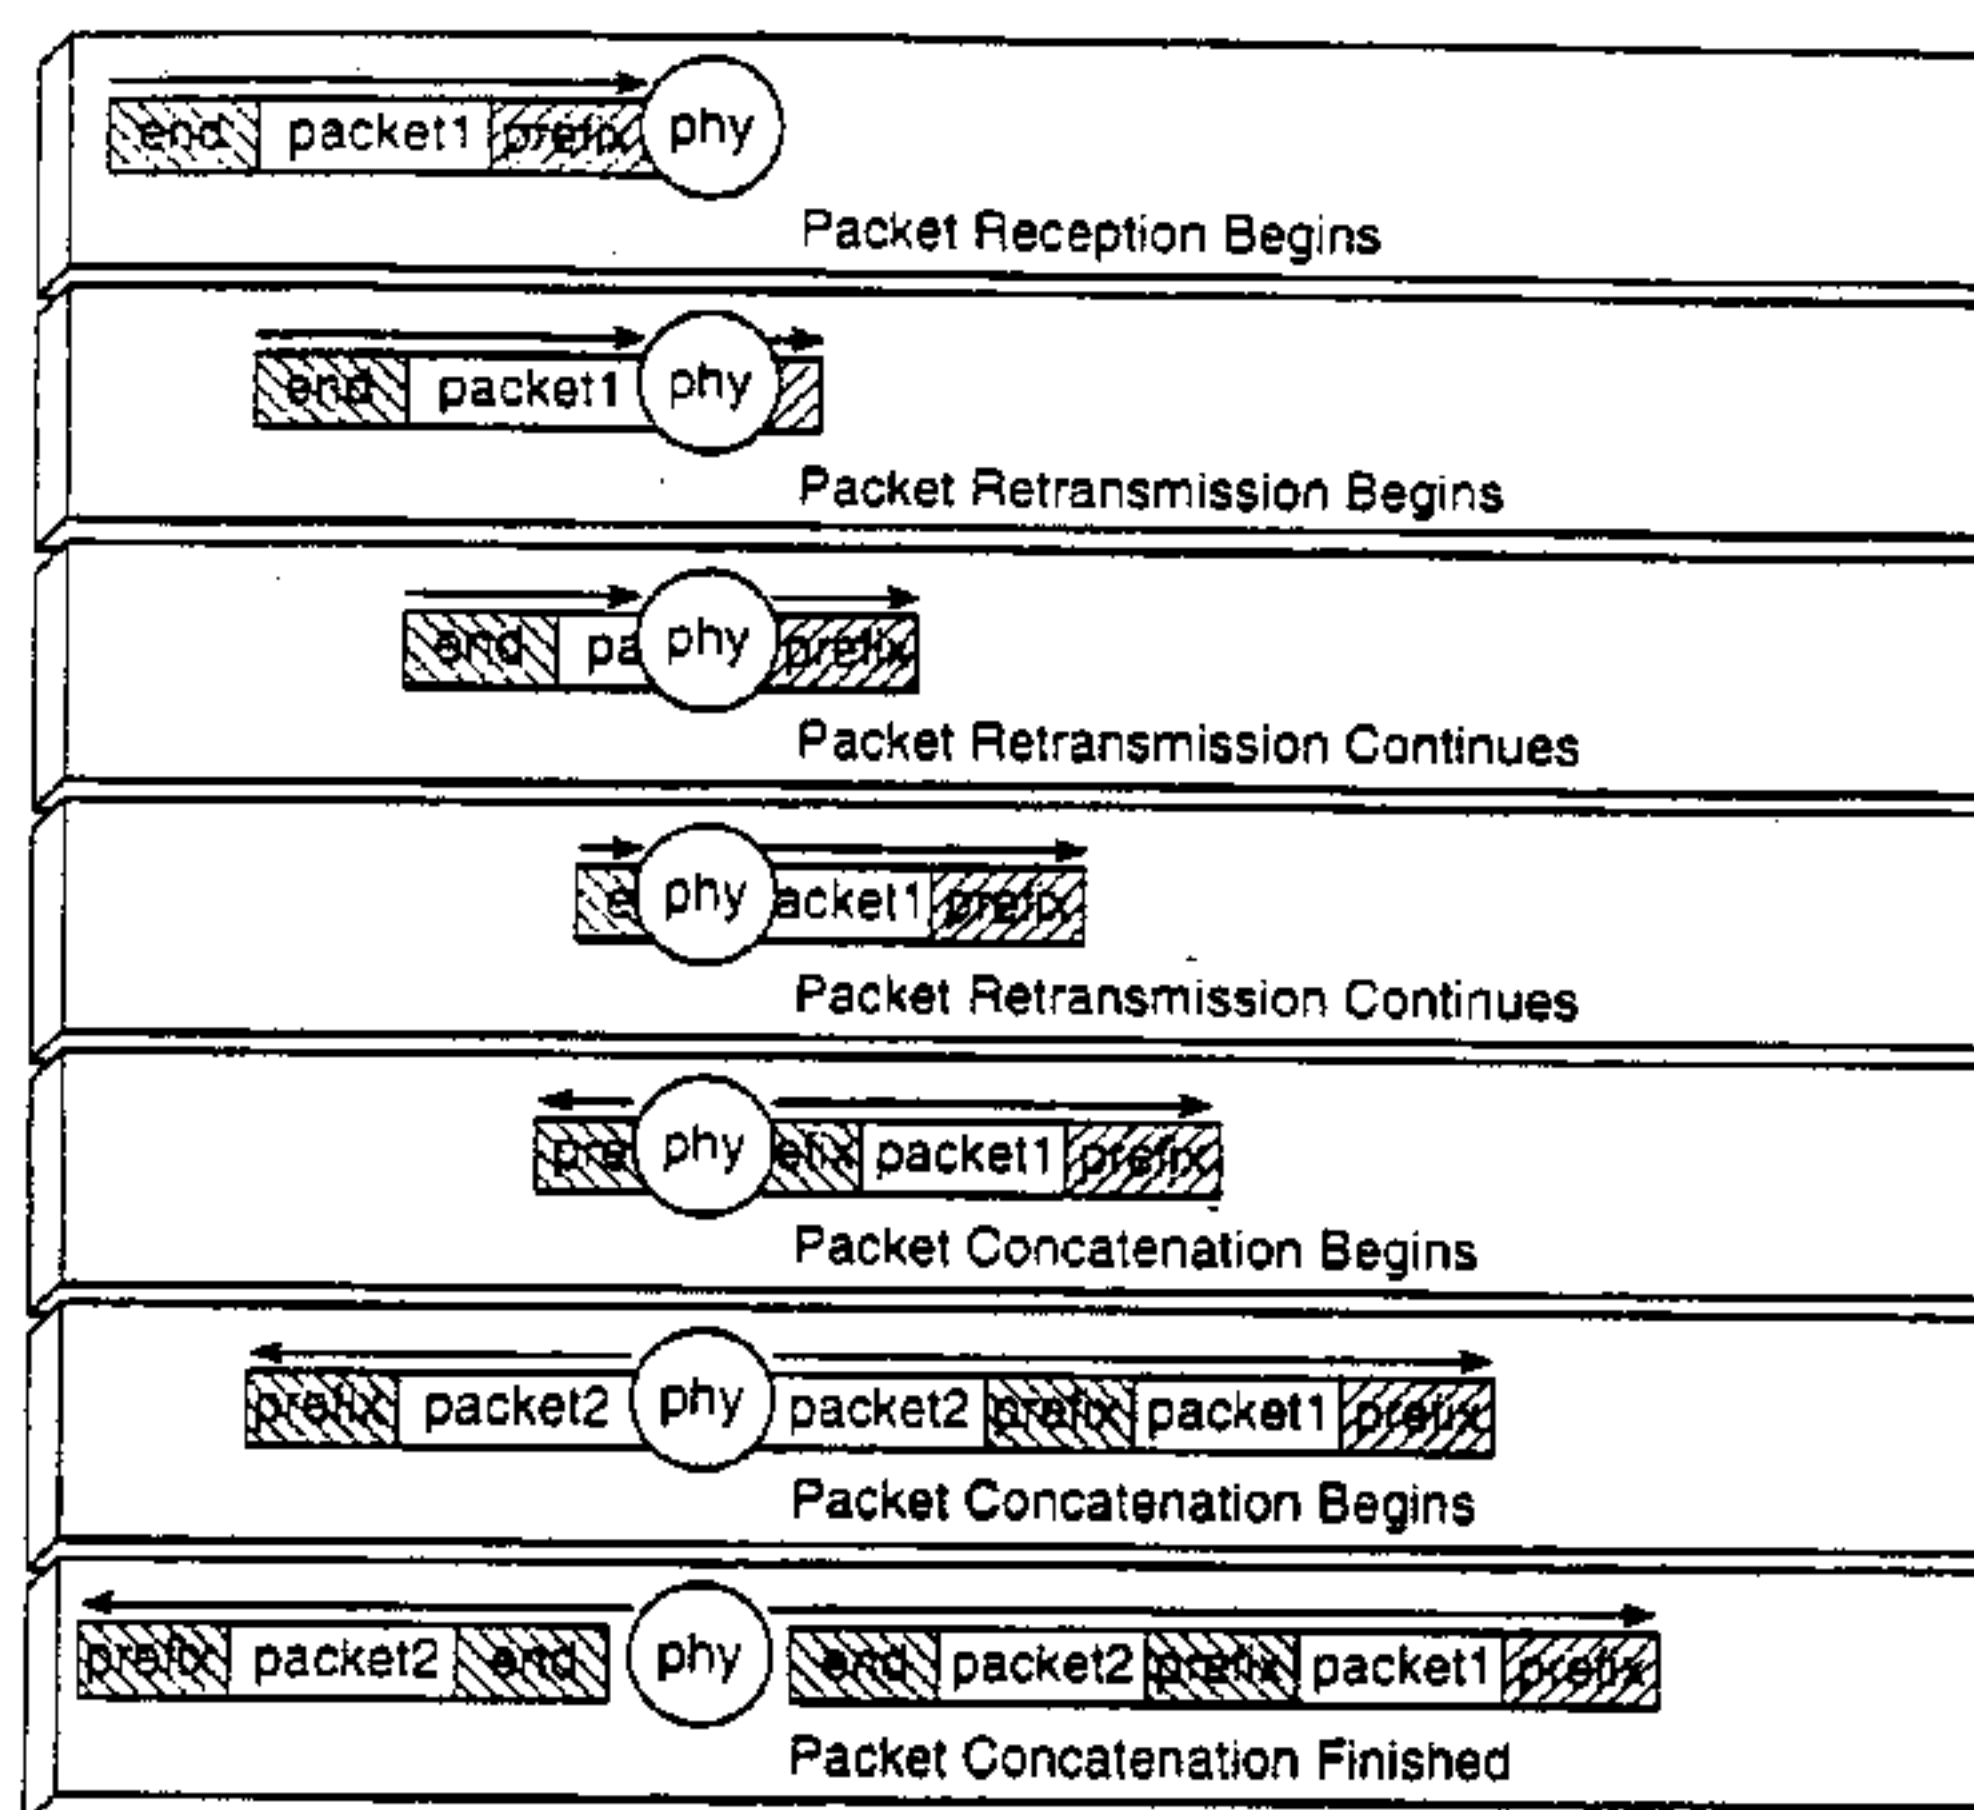 end packet1 prefix phy
Packet Reception Begins
end packet1 phy
Packet Retransmission Begins
end pa phy prefix
Packet Retransmission Continues
e phy acket1 prefix
Packet Retransmission Continues
pre phy efix packet1 prefix
Packet Concatenation Begins
prefix packet2 phy packet2 prefix packet1 prefix
Packet Concatenation Begins
prefix packet2 end phy end packet2 prefix packet1 prefix
Packet Concatenation Finished